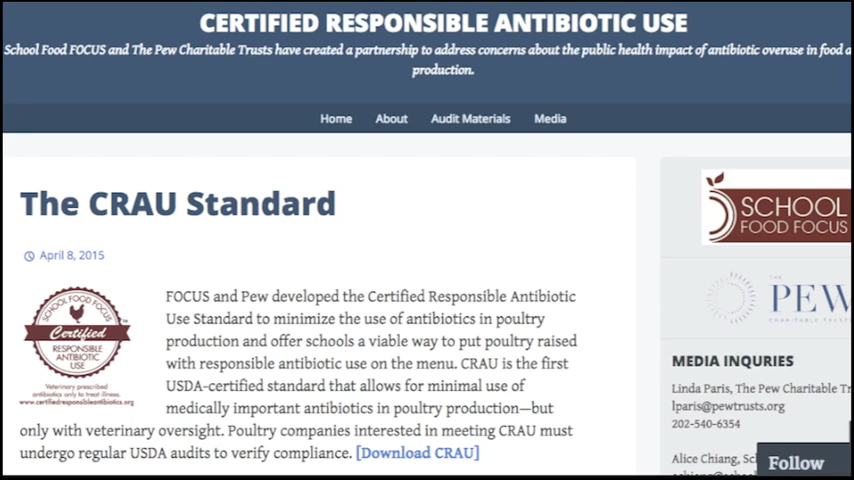 CERTIFIED RESPONSIBLE ANTIBIOTIC USE
School Food FOCUS and The Pew Charitable Trusts have created a partnership to address concerns about the public health impact of antibiotic overuse in food a
production.
Home About Audit Materials Media
The CRAU Standard
April 8, 2015
SCHOOL FOOD FOCUS
Certified
RESPONSIBLE
ANTIBIOTIC
USE
Veterinary prescribed
antibiotics only to treat illness.
www.certifiedresponsibleantibiotics.org
FOCUS and Pew developed the Certified Responsible Antibiotic
Use Standard to minimize the use of antibiotics in poultry
production and offer schools a viable way to put poultry raised
with responsible antibiotic use on the menu. CRAU is the first
USDA-certified standard that allows for minimal use of
medically important antibiotics in poultry production—but
only with veterinary oversight. Poultry companies interested in meeting CRAU must
undergo regular USDA audits to verify compliance. [Download CRAU]
SCHOOL
FOOD FOCUS
THE
PEW
CHARITABLE TRUSTS
MEDIA INQURIES
Linda Paris, The Pew Charitable Tr
lparis@pewtrusts.org
202-540-6354
Alice Chiang, Sc
Follow